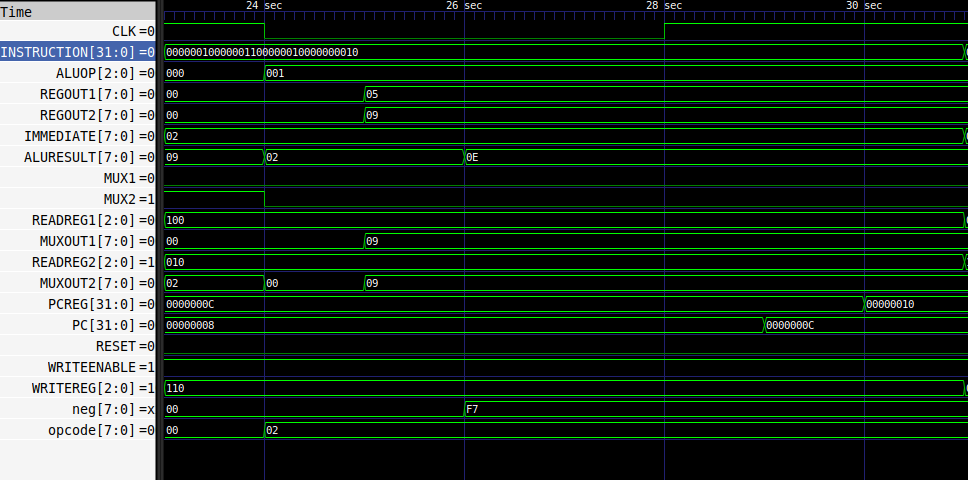 Time
24 sec 26 sec 28 sec 30 sec
CLK =0
INSTRUCTION[31:0] =0 00000010000001100000010000000010
ALUOP[2:0] =0 000 001
REGOUT1[7:0] =0 00 05
REGOUT2[7:0] =0 00 09
IMMEDIATE[7:0] =0 02
ALURESULT[7:0] =0 09 02 0E
MUX1 =0
MUX2 =1
READREG1[2:0] =0 100
MUXOUT1[7:0] =0 00 09
READREG2[2:0] =1 010
MUXOUT2[7:0] =0 02 00 09
PCREG[31:0] =0 0000000C 00000010
PC[31:0] =0 00000008 0000000C
RESET =0
WRITEENABLE =1
WRITEREG[2:0] =1 110
neg[7:0] =x 00 F7
opcode[7:0] =0 00 02